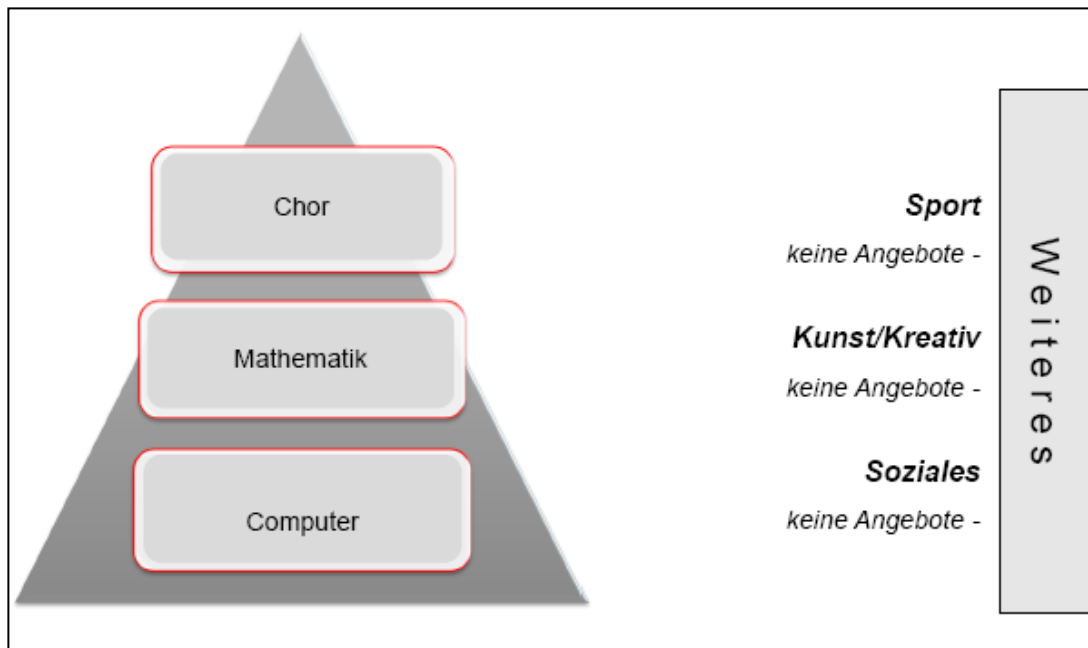 Chor
Mathematik
Computer
Sport
keine Angebote -
Kunst/Kreativ
keine Angebote -
Soziales
keine Angebote -
Weiteres